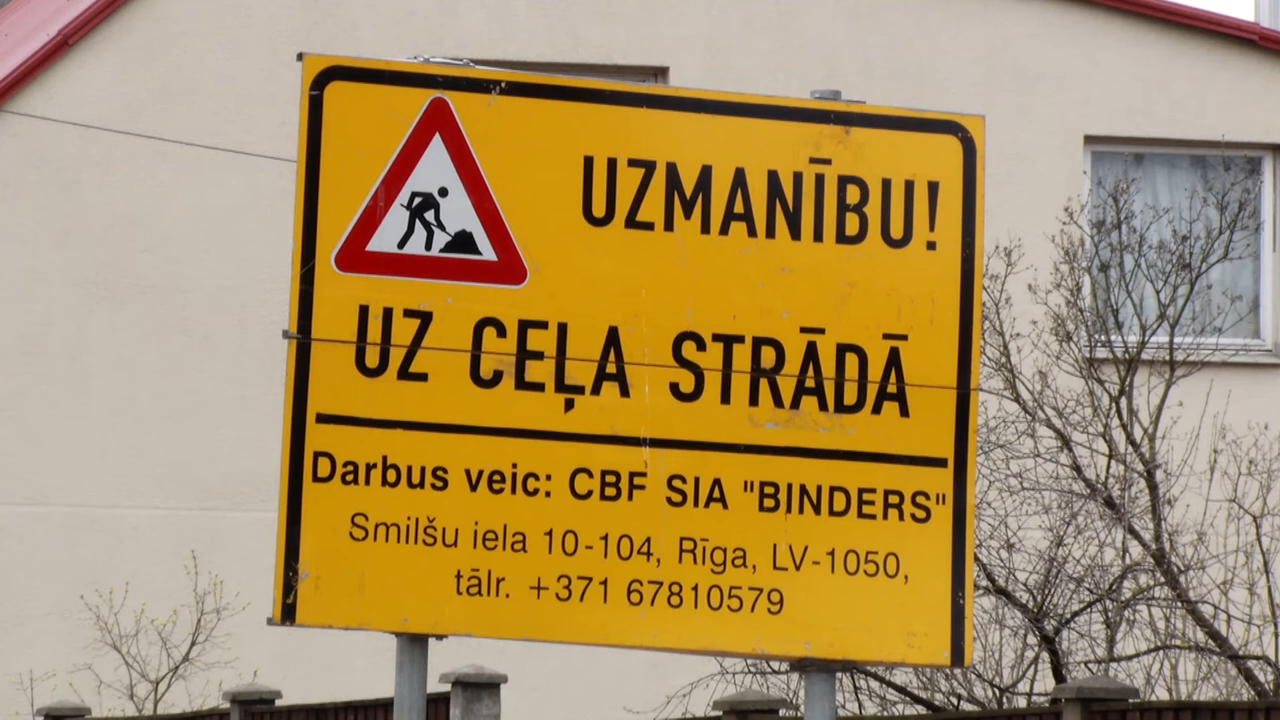 UZMANĪBU!
UZ CEĻA STRĀDĀ
Darbus veic: CBF SIA "BINDERS"
Smilšu iela 10-104, Rīga, LV-1050,
tālr. +371 67810579